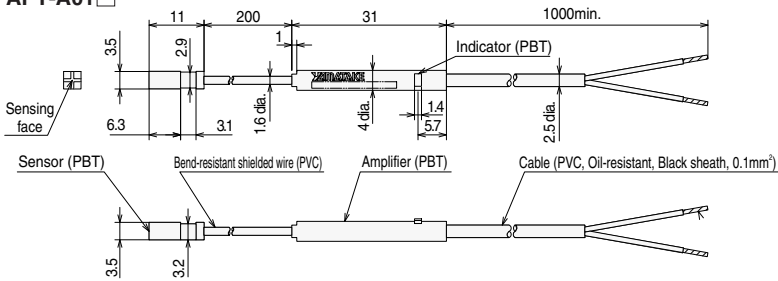 11
200
31
1000min.
3.5
2.9
1
Indicator (PBT)
YAMATAKE
Sensing
face
6.3
3.1
1.6 dia.
4 dia.
1.4
5.7
2.5 dia.
Sensor (PBT)
Bend-resistant shielded wire (PVC)
Amplifier (PBT)
Cable (PVC, Oil-resistant, Black sheath, 0.1mm²)
3.5
3.2